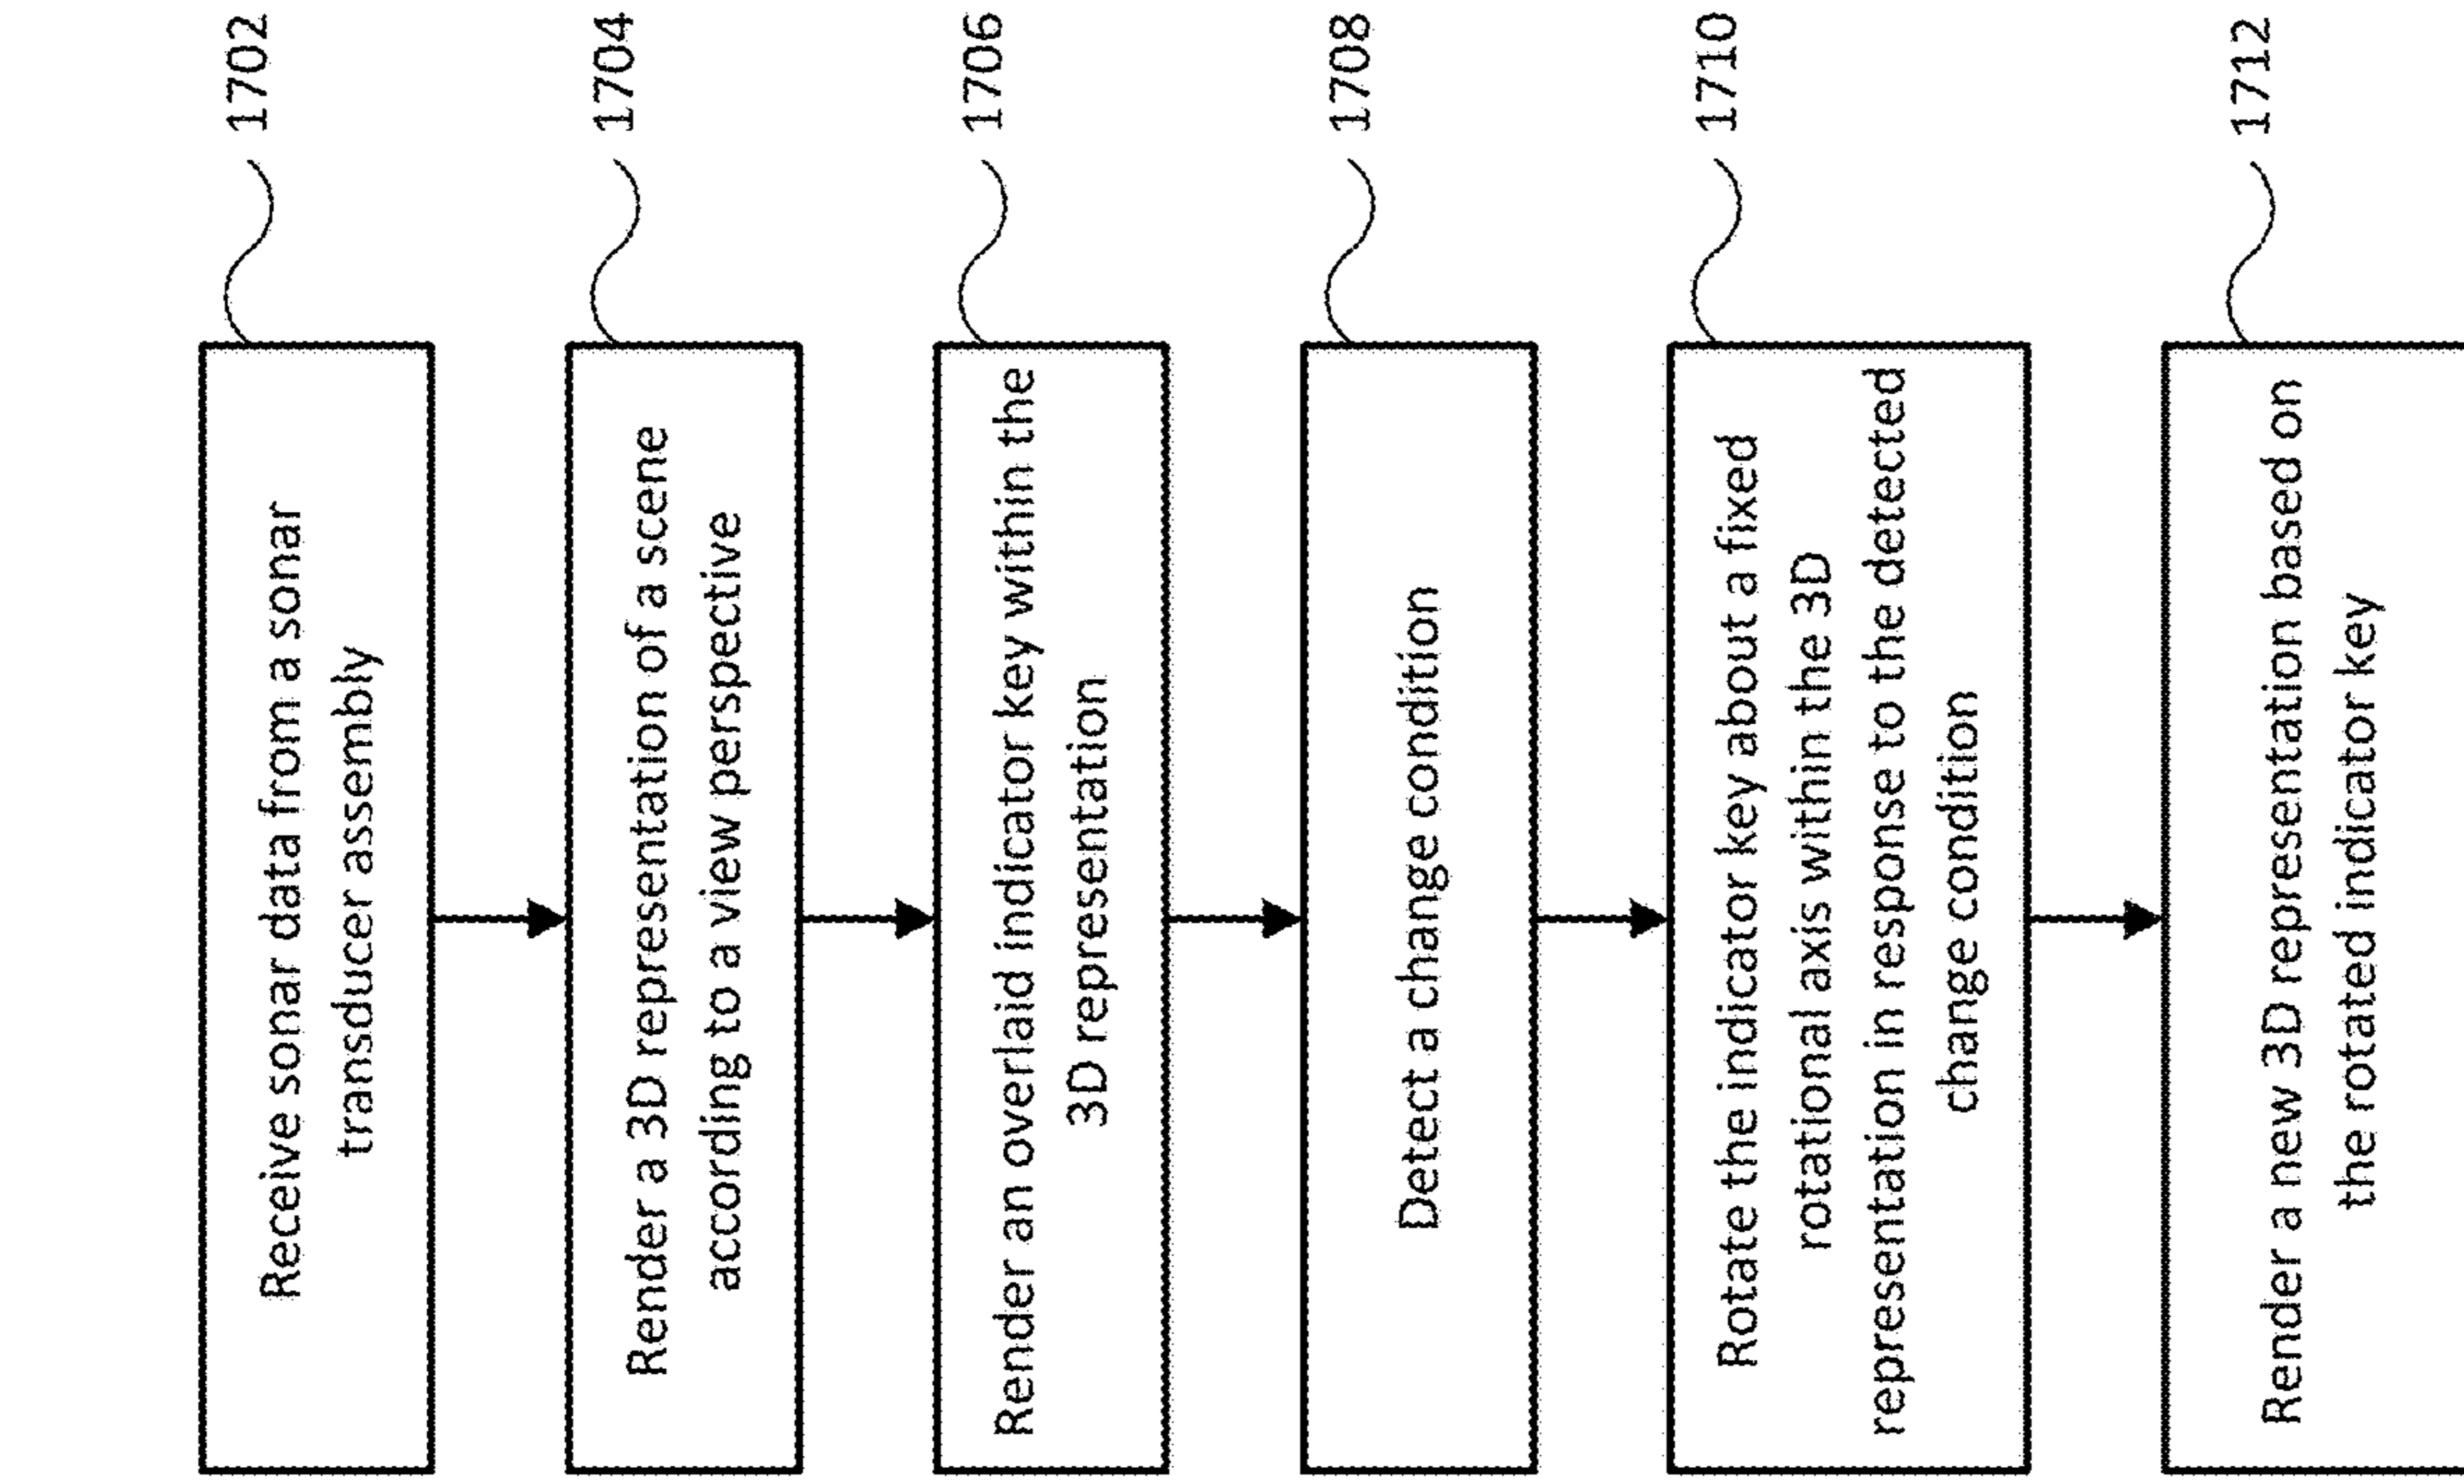 Receive sonar data from a sonar
transducer assembly
1702
Render a 3D representation of a scene
according to a view perspective
1704
Render an overlaid indicator key within the
3D representation
1706
Detect a change condition
1708
Rotate the indicator key about a fixed
rotational axis within the 3D
representation in response to the detected
change condition
1710
Render a new 3D representation based on
the rotated indicator key
1712